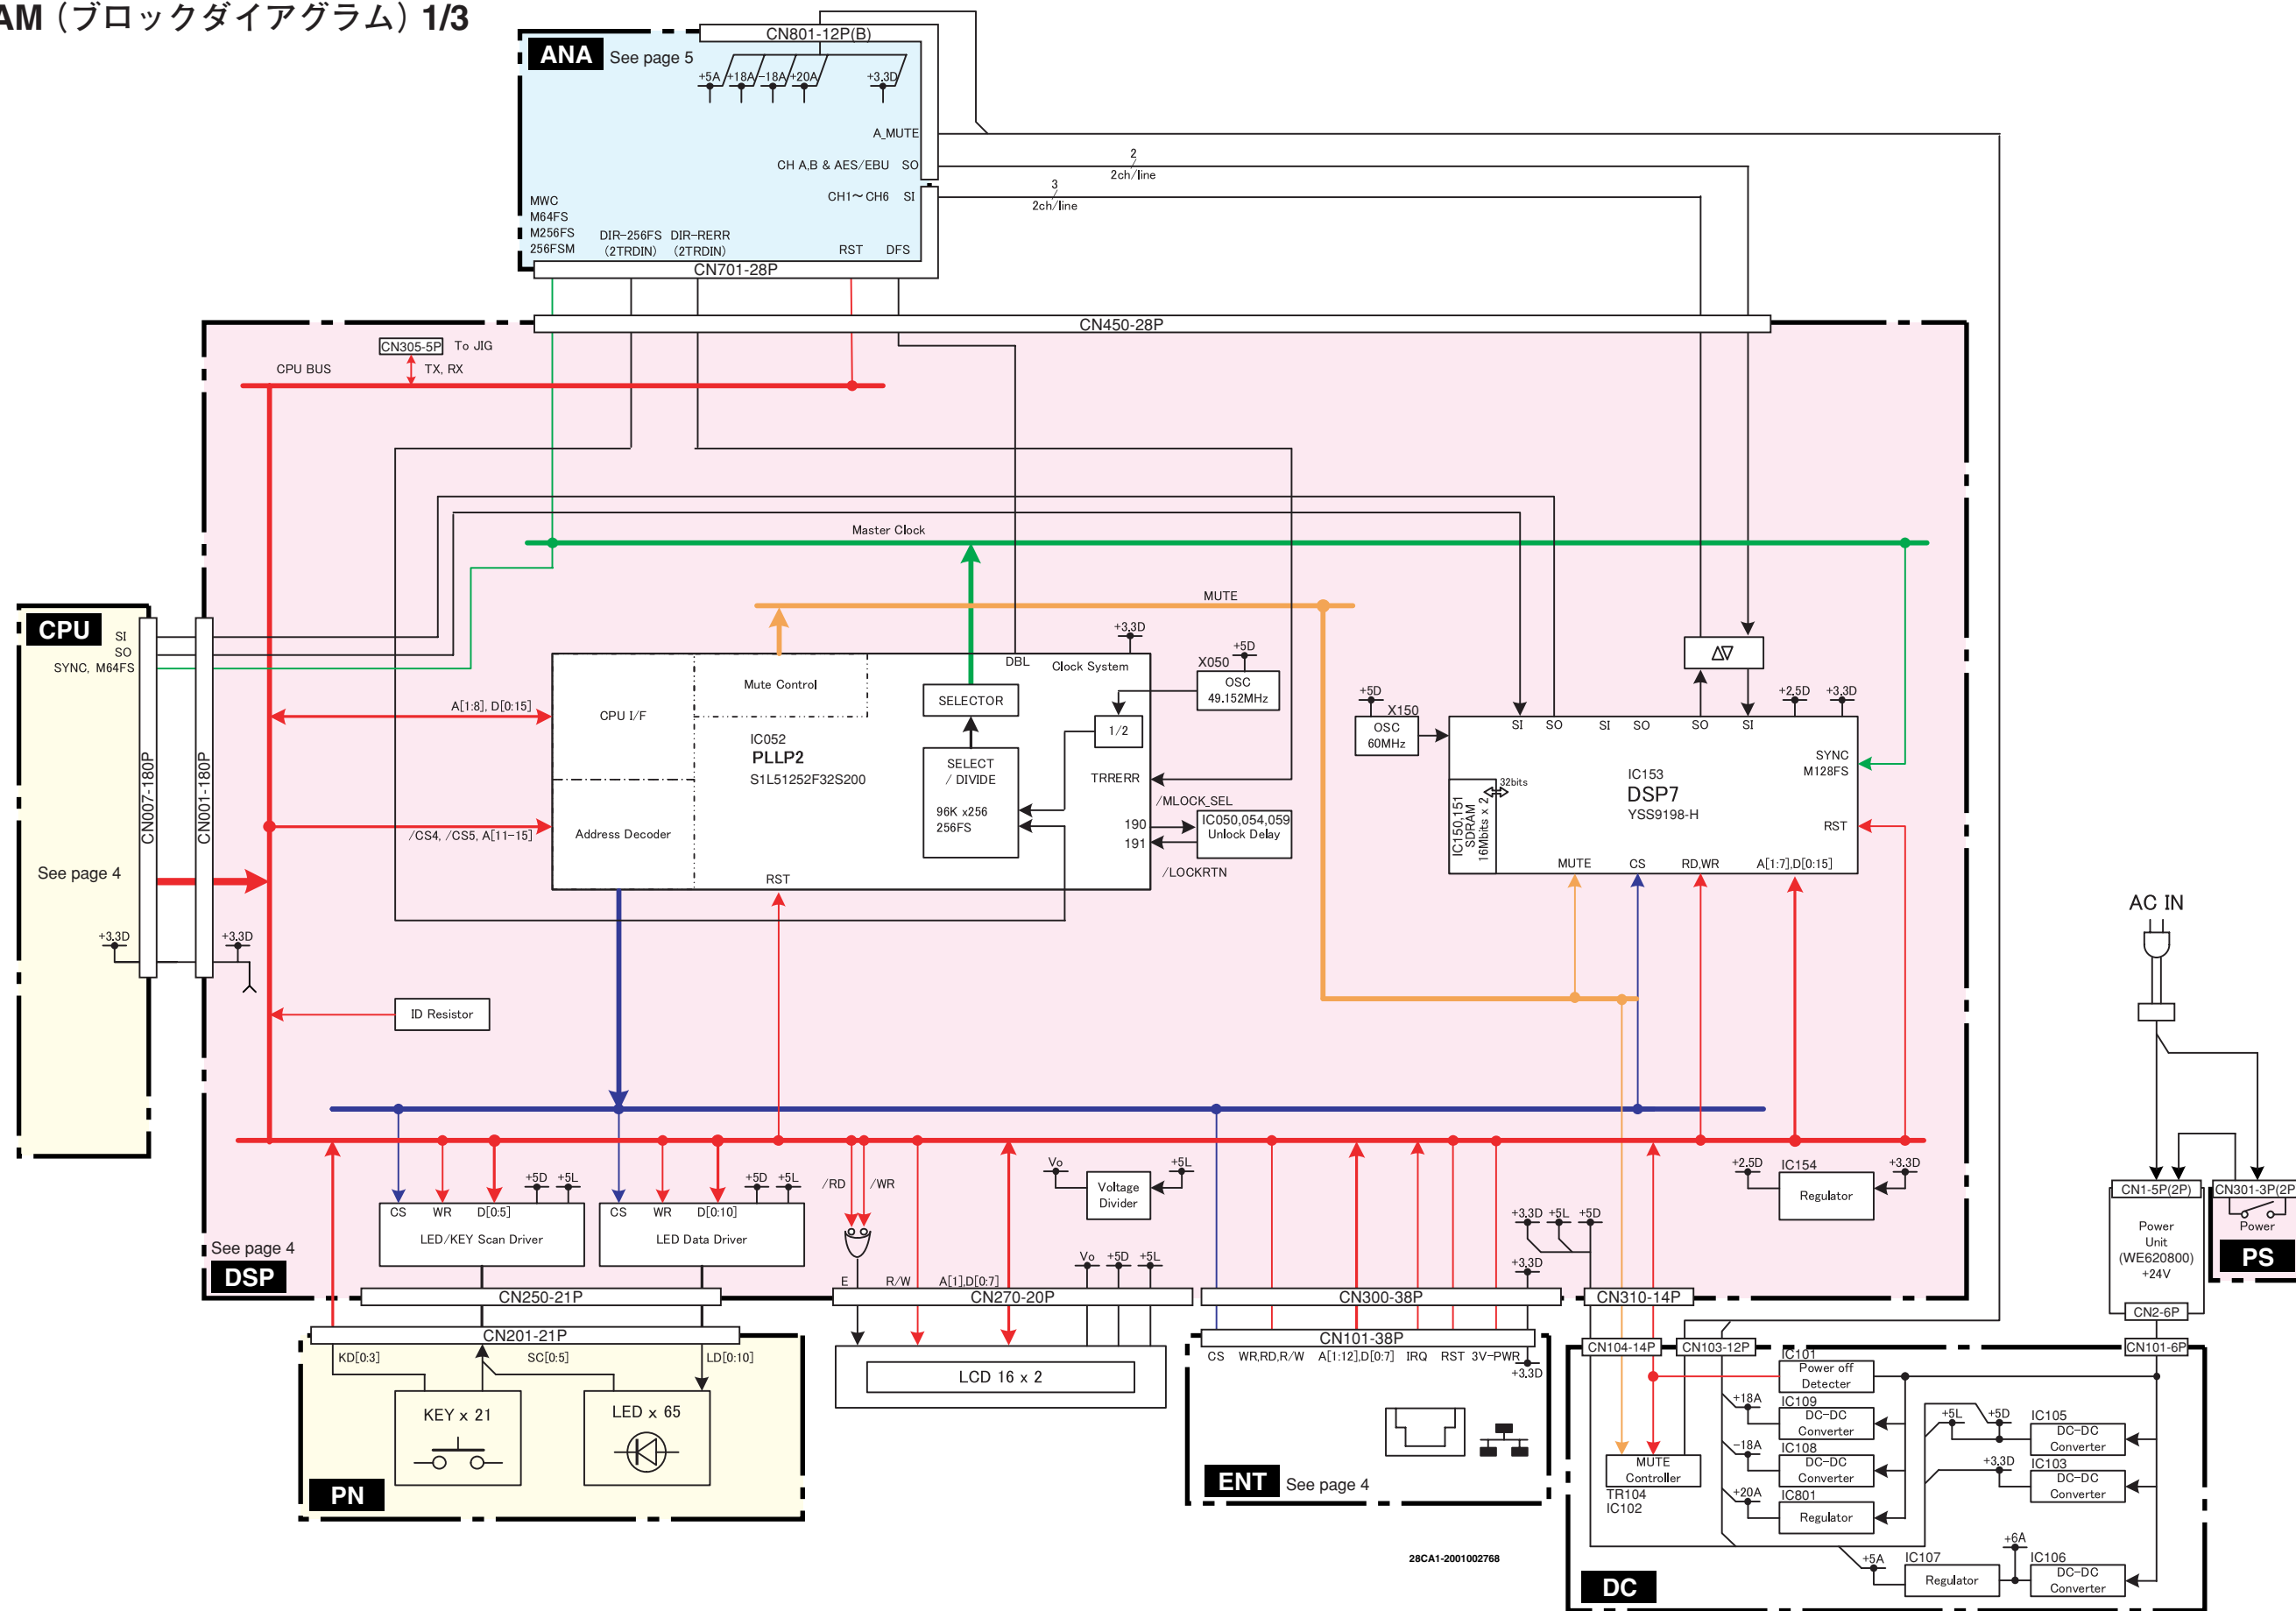 AM（ブロックダイアグラム）1/3
CN801-12P(B)
ANA
See page 5
+5A
+18A
-18A
+20A
+3.3D
A_MUTE
CH A,B & AES/EBU SO
2
2ch/line
CH1～CH6 SI
3
2ch/line
MWC
M64FS
M256FS
256FSM
DIR-256FS
(2TRDIN)
DIR-RERR
(2TRDIN)
RST
DFS
CN701-28P
CN450-28P
CN305-5P
To JIG
CPU BUS
TX, RX
Master Clock
MUTE
CPU
SI
SO
SYNC, M64FS
CN007-180P
CN001-180P
See page 4
+3.3D
+3.3D
A[1:8], D[0:15]
/CS4, /CS5, A[11-15]
CPU I/F
Address Decoder
Mute Control
IC052
PLLP2
S1L51252F32S200
RST
DBL
Clock System
+3.3D
SELECTOR
SELECT
/ DIVIDE
96K x256
256FS
1/2
TRRERR
190
191
X050
+5D
OSC
49.152MHz
/MLOCK_SEL
IC050,054,059
Unlock Delay
/LOCKRTN
+5D
X150
OSC
60MHz
Δ∇
+2.5D
+3.3D
SI
SO
SI
SO
SO
SI
SYNC
M128FS
RST
IC153
DSP7
YSS9198-H
IC150,151
SDRAM
16Mbits x 2
32bits
MUTE
CS
RD,WR
A[1:7],D[0:15]
ID Resistor
AC IN
CN1-5P(2P)
CN301-3P(2P
Power
Unit
(WE620800)
+24V
CN2-6P
Power
PS
+5D
+5L
CS
WR
D[0:5]
LED/KEY Scan Driver
+5D
+5L
CS
WR
D[0:10]
LED Data Driver
/RD
/WR
Vo
+5L
Voltage
Divider
Vo
+5D
+5L
E
R/W
A[1],D[0:7]
+3.3D
+5L
+5D
+3.3D
+2.5D
IC154
+3.3D
Regulator
See page 4
DSP
CN250-21P
CN270-20P
CN300-38P
CN310-14P
CN201-21P
CN101-38P
CN104-14P
CN103-12P
CN101-6P
KD[0:3]
SC[0:5]
LD[0:10]
KEY x 21
LED x 65
PN
LCD 16 x 2
CS
WR,RD,R/W
A[1:12],D[0:7]
IRQ
RST
3V-PWR
+3.3D
ENT
See page 4
IC101
Power off
Detecter
+18A
IC109
DC-DC
Converter
-18A
IC108
DC-DC
Converter
+20A
IC801
Regulator
MUTE
Controller
TR104
IC102
+5L
+5D
IC105
DC-DC
Converter
+3.3D
IC103
DC-DC
Converter
+5A
IC107
Regulator
+6A
IC106
DC-DC
Converter
DC
28CA1-2001002768